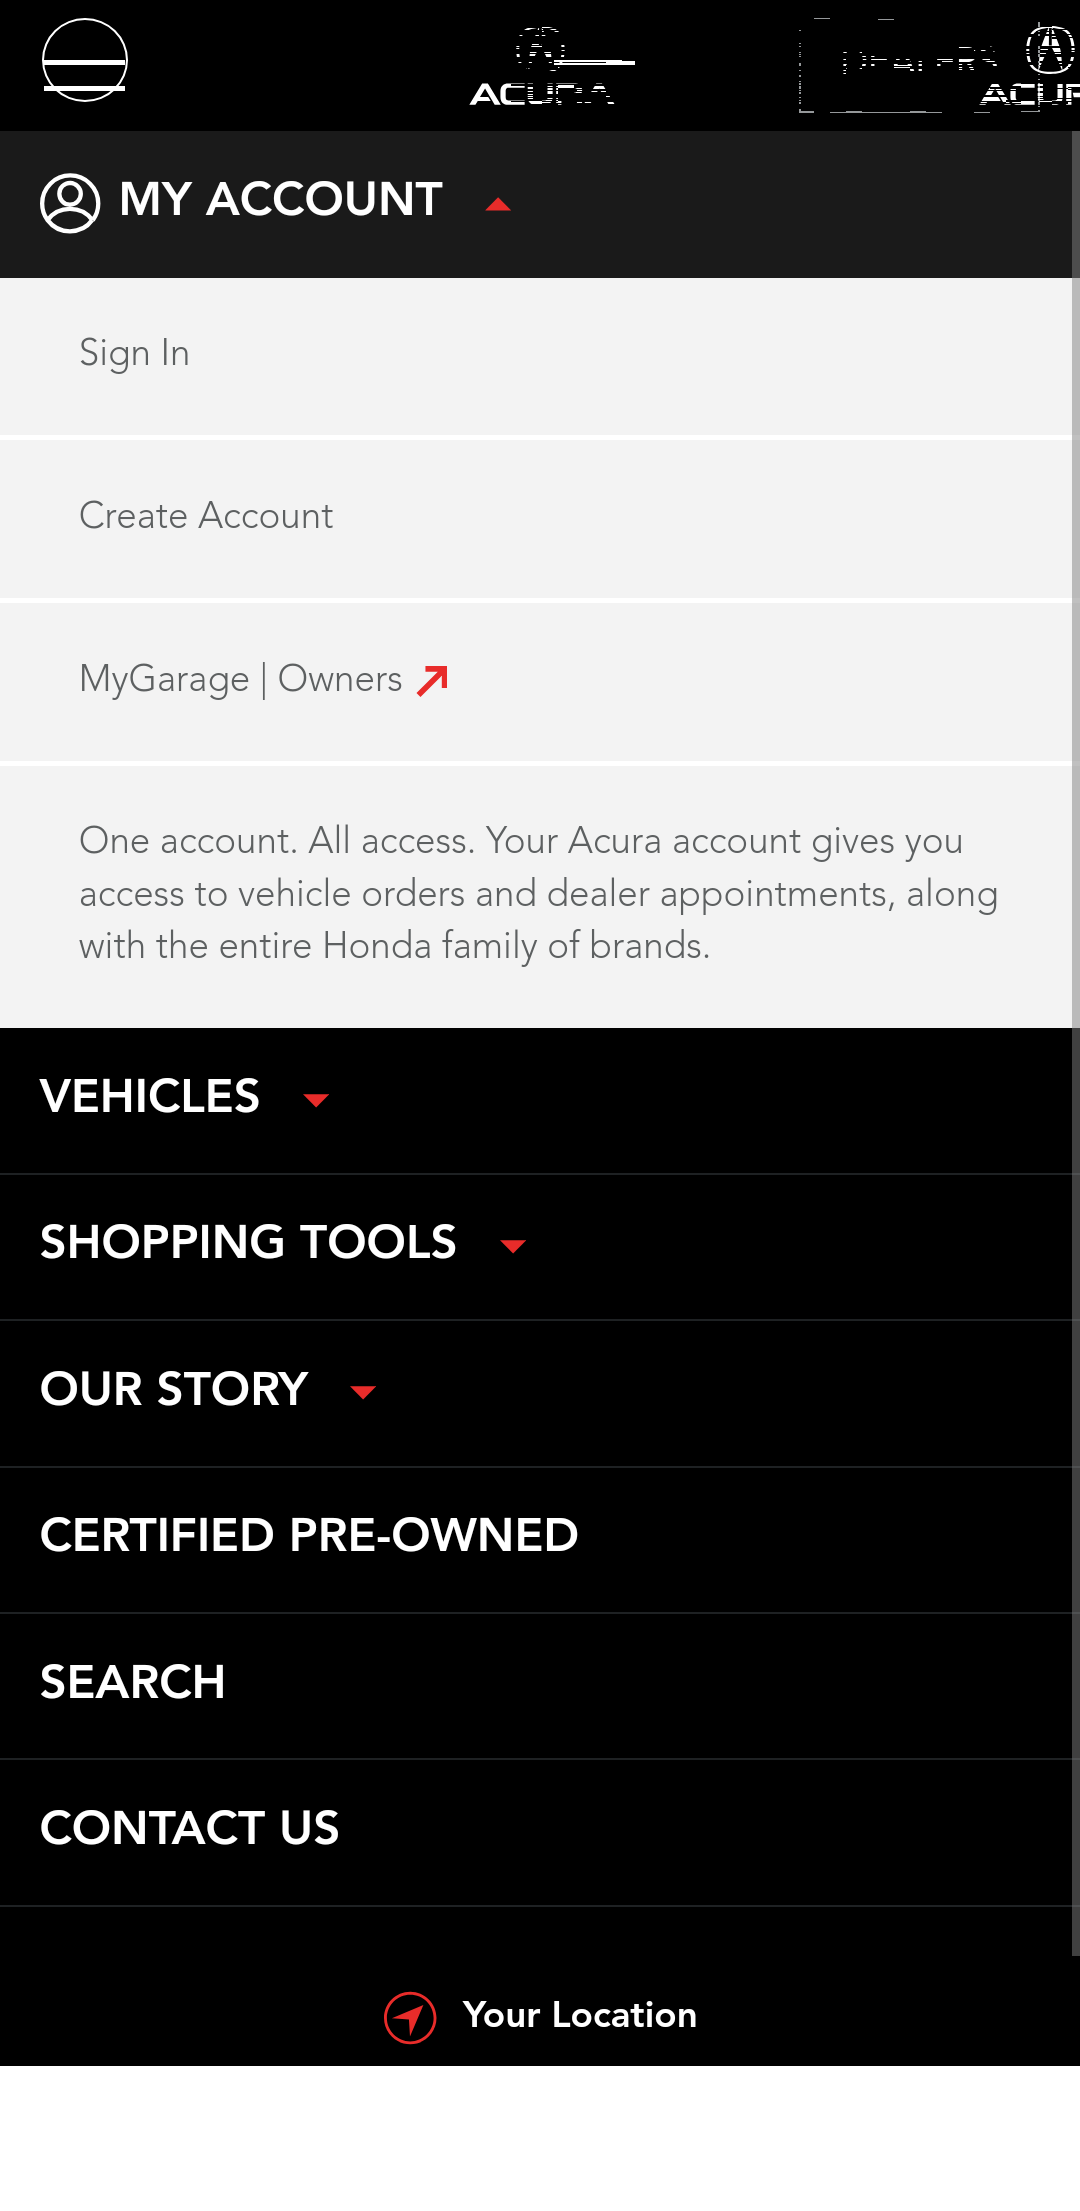 ACURA
DEALERS
MY ACCOUNT
Sign In
Create Account
MyGarage | Owners
One account. All access. Your Acura account gives you
access to vehicle orders and dealer appointments, along
with the entire Honda family of brands.
VEHICLES
SHOPPING TOOLS
OUR STORY
CERTIFIED PRE-OWNED
SEARCH
CONTACT US
Your Location